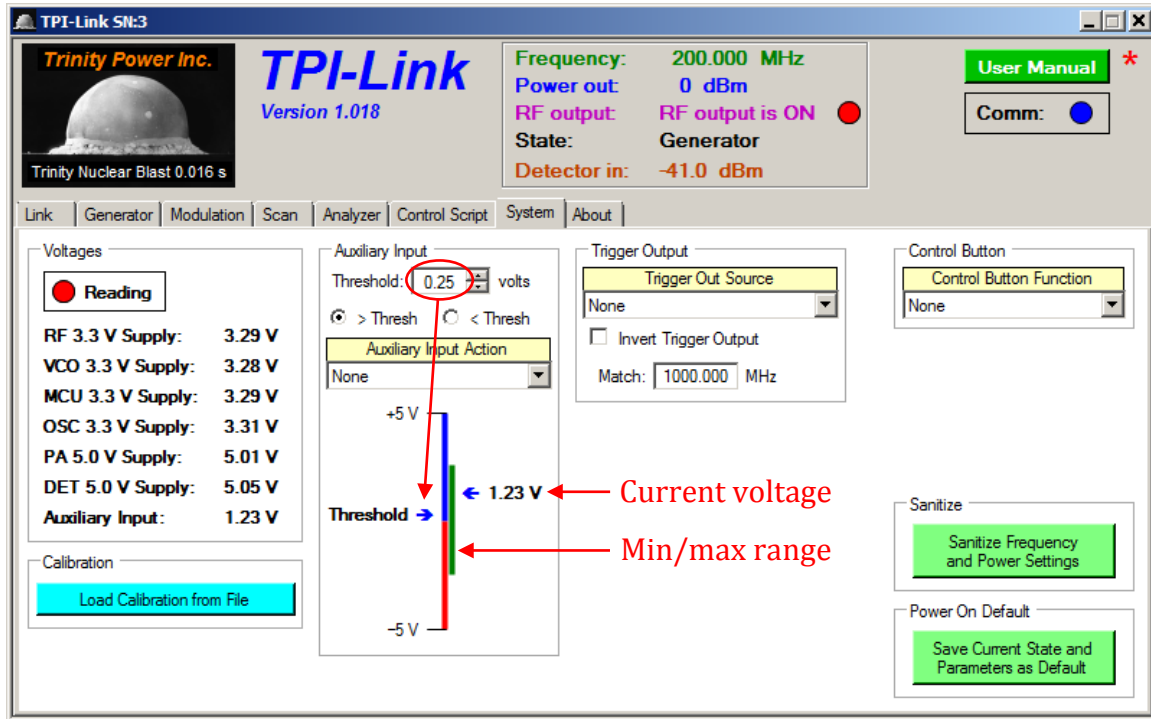 TPI-Link SN:3
Trinity Power Inc.
Trinity Nuclear Blast 0.016 s
TPI-Link
Version 1.018
Frequency: 200.000 MHz
Power out: 0 dBm
RF output: RF output is ON
State: Generator
Detector in: -41.0 dBm
User Manual *
Comm:
Link Generator Modulation Scan Analyzer Control Script System About
Voltages
Reading
RF 3.3 V Supply: 3.29 V
VCO 3.3 V Supply: 3.28 V
MCU 3.3 V Supply: 3.29 V
OSC 3.3 V Supply: 3.31 V
PA 5.0 V Supply: 5.01 V
DET 5.0 V Supply: 5.05 V
Auxiliary Input: 1.23 V
Calibration
Load Calibration from File
Auxiliary Input
Threshold: 0.25 volts
> Thresh < Thresh
Auxiliary Input Action
None
+5 V
1.23 V
Current voltage
Threshold
Min/max range
−5 V
Trigger Output
Trigger Out Source
None
Invert Trigger Output
Match: 1000.000 MHz
Control Button
Control Button Function
None
Sanitize
Sanitize Frequency
and Power Settings
Power On Default
Save Current State and
Parameters as Default